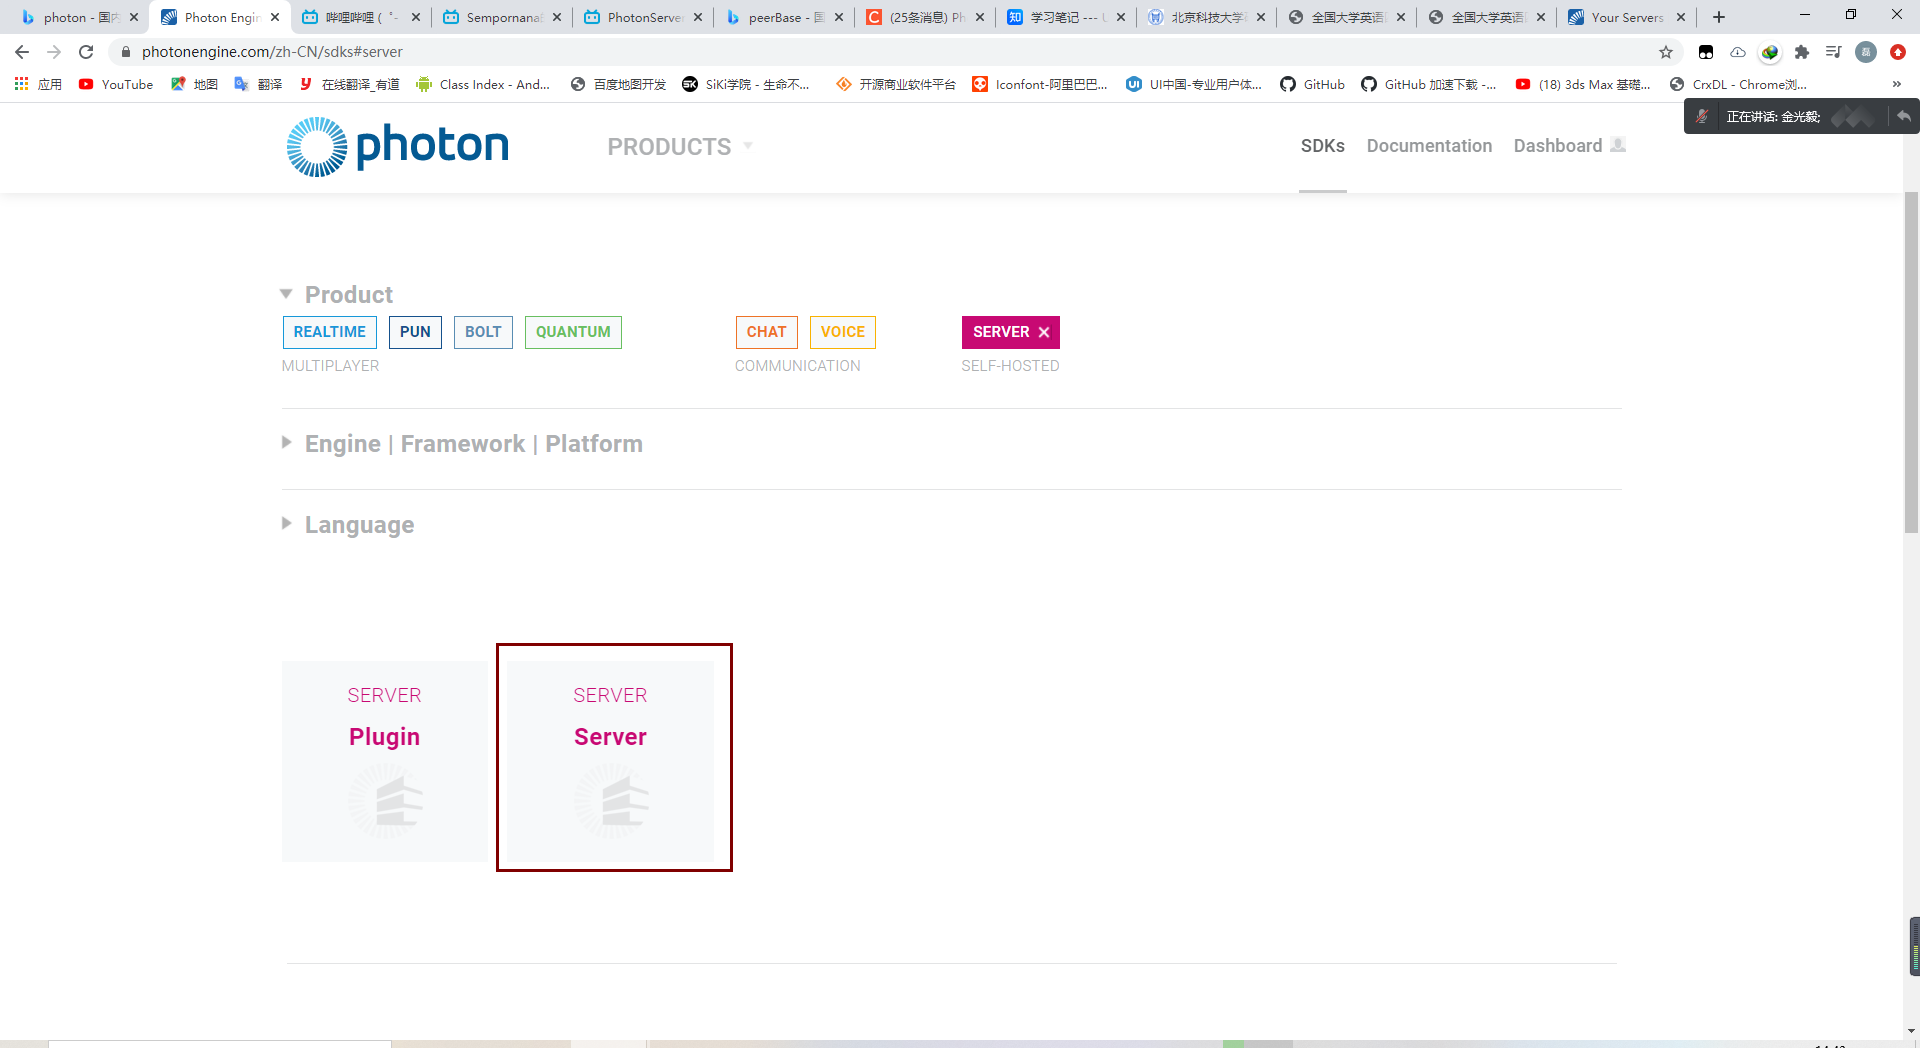 photon - 国内
Photon Engin
哔哩哔哩 ( ゜-
Sempornana
PhotonServer
peerBase - 国
(25条消息) Ph
学习笔记 --- U
北京科技大学
全国大学英语
全国大学英语
Your Servers
photonengine.com/zh-CN/sdks#server
应用
YouTube
地图
翻译
在线翻译_有道
Class Index - And...
百度地图开发
SiKi学院 - 生命不...
开源商业软件平台
Iconfont-阿里巴巴...
UI中国-专业用户体...
GitHub
GitHub 加速下载 -...
(18) 3ds Max 基礎...
CrxDL - Chrome浏...
»
正在讲话: 金光毅;
photon
PRODUCTS
SDKs
Documentation
Dashboard
Product
REALTIME
PUN
BOLT
QUANTUM
CHAT
VOICE
SERVER
MULTIPLAYER
COMMUNICATION
SELF-HOSTED
Engine | Framework | Platform
Language
SERVER
Plugin
SERVER
Server